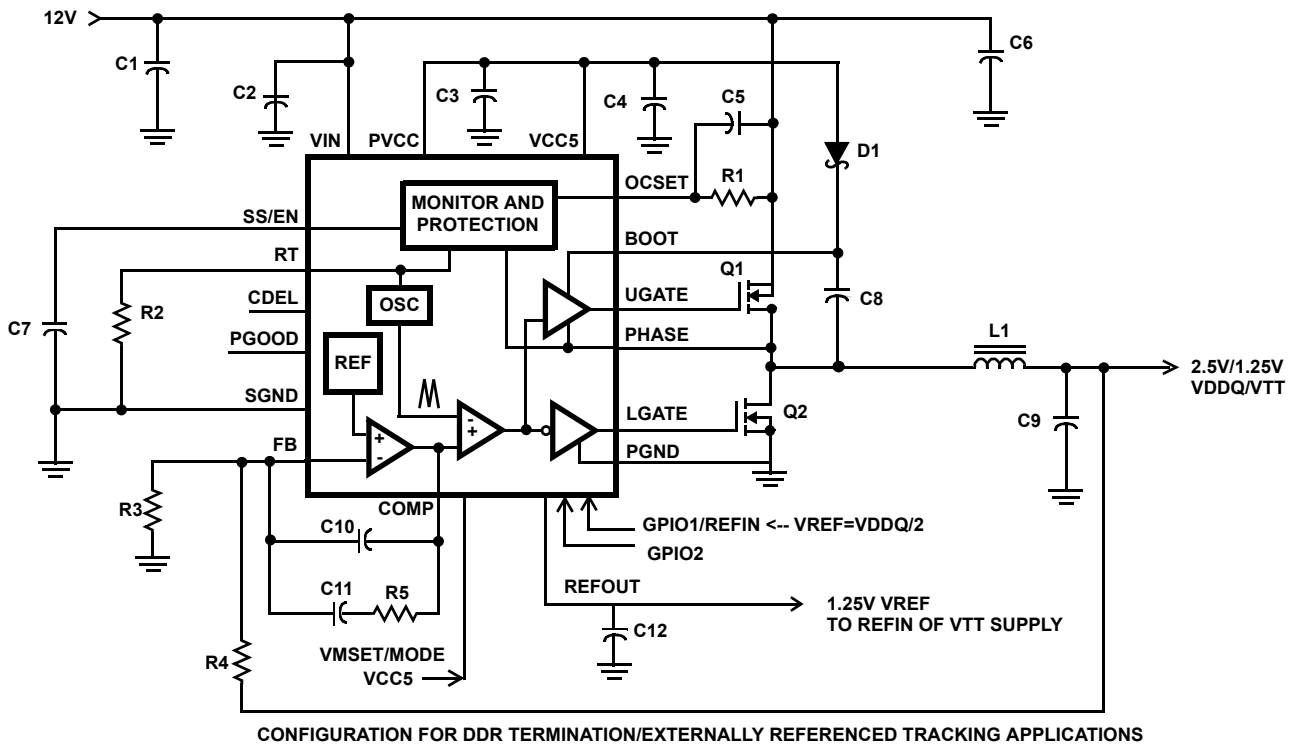 12V
C6
C1
C2
C3
C4
C5
D1
VIN
PVCC
VCC5
OCSET
R1
MONITOR AND
PROTECTION
SS/EN
BOOT
RT
Q1
CDEL
OSC
UGATE
C8
C7
R2
PGOOD
REF
PHASE
L1
2.5V/1.25V
VDDQ/VTT
SGND
LGATE
Q2
C9
FB
+
-
-
+
PGND
R3
COMP
C10
GPIO1/REFIN <-- VREF=VDDQ/2
GPIO2
C11
R5
REFOUT
1.25V VREF
TO REFIN OF VTT SUPPLY
C12
R4
VMSET/MODE
VCC5
CONFIGURATION FOR DDR TERMINATION/EXTERNALLY REFERENCED TRACKING APPLICATIONS